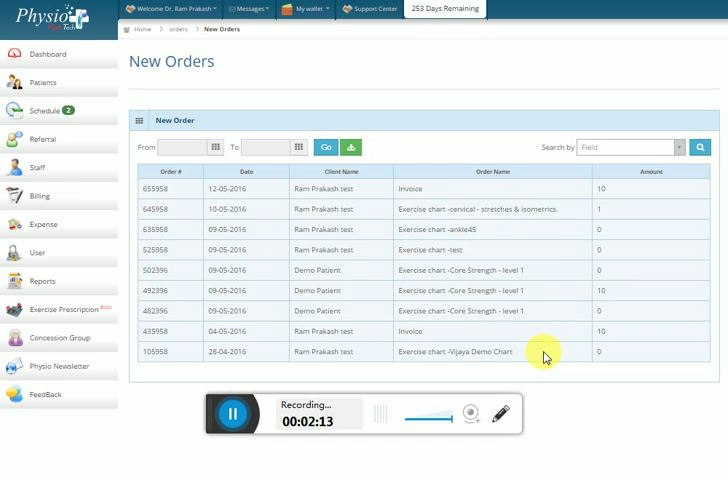 Physio
Plus Tech
Welcome Dr. Ram Prakash
Messages
My wallet
Support Center
253 Days Remaining
Home orders New Orders
Dashboard
Patients
Schedule 2
Referral
Staff
Billing
Expense
User
Reports
Exercise Prescription Beta
Concession Group
Physio Newsletter
FeedBack
New Orders
New Order
From To Go Search by Field
Order # Date Client Name Order Name Amount
655958 12-05-2016 Ram Prakash test Invoice 10
645958 10-05-2016 Ram Prakash test Exercise chart -cervical - stretches & isometrics. 1
635958 09-05-2016 Ram Prakash test Exercise chart -ankle45 0
525958 09-05-2016 Ram Prakash test Exercise chart -test 0
502396 09-05-2016 Demo Patient Exercise chart -Core Strength - level 1 0
492396 09-05-2016 Demo Patient Exercise chart -Core Strength - level 1 10
482396 09-05-2016 Demo Patient Exercise chart -Core Strength - level 1 0
435958 04-05-2016 Ram Prakash test Invoice 10
105958 28-04-2016 Ram Prakash test Exercise chart -Vijaya Demo Chart 0
Recording...
00:02:13